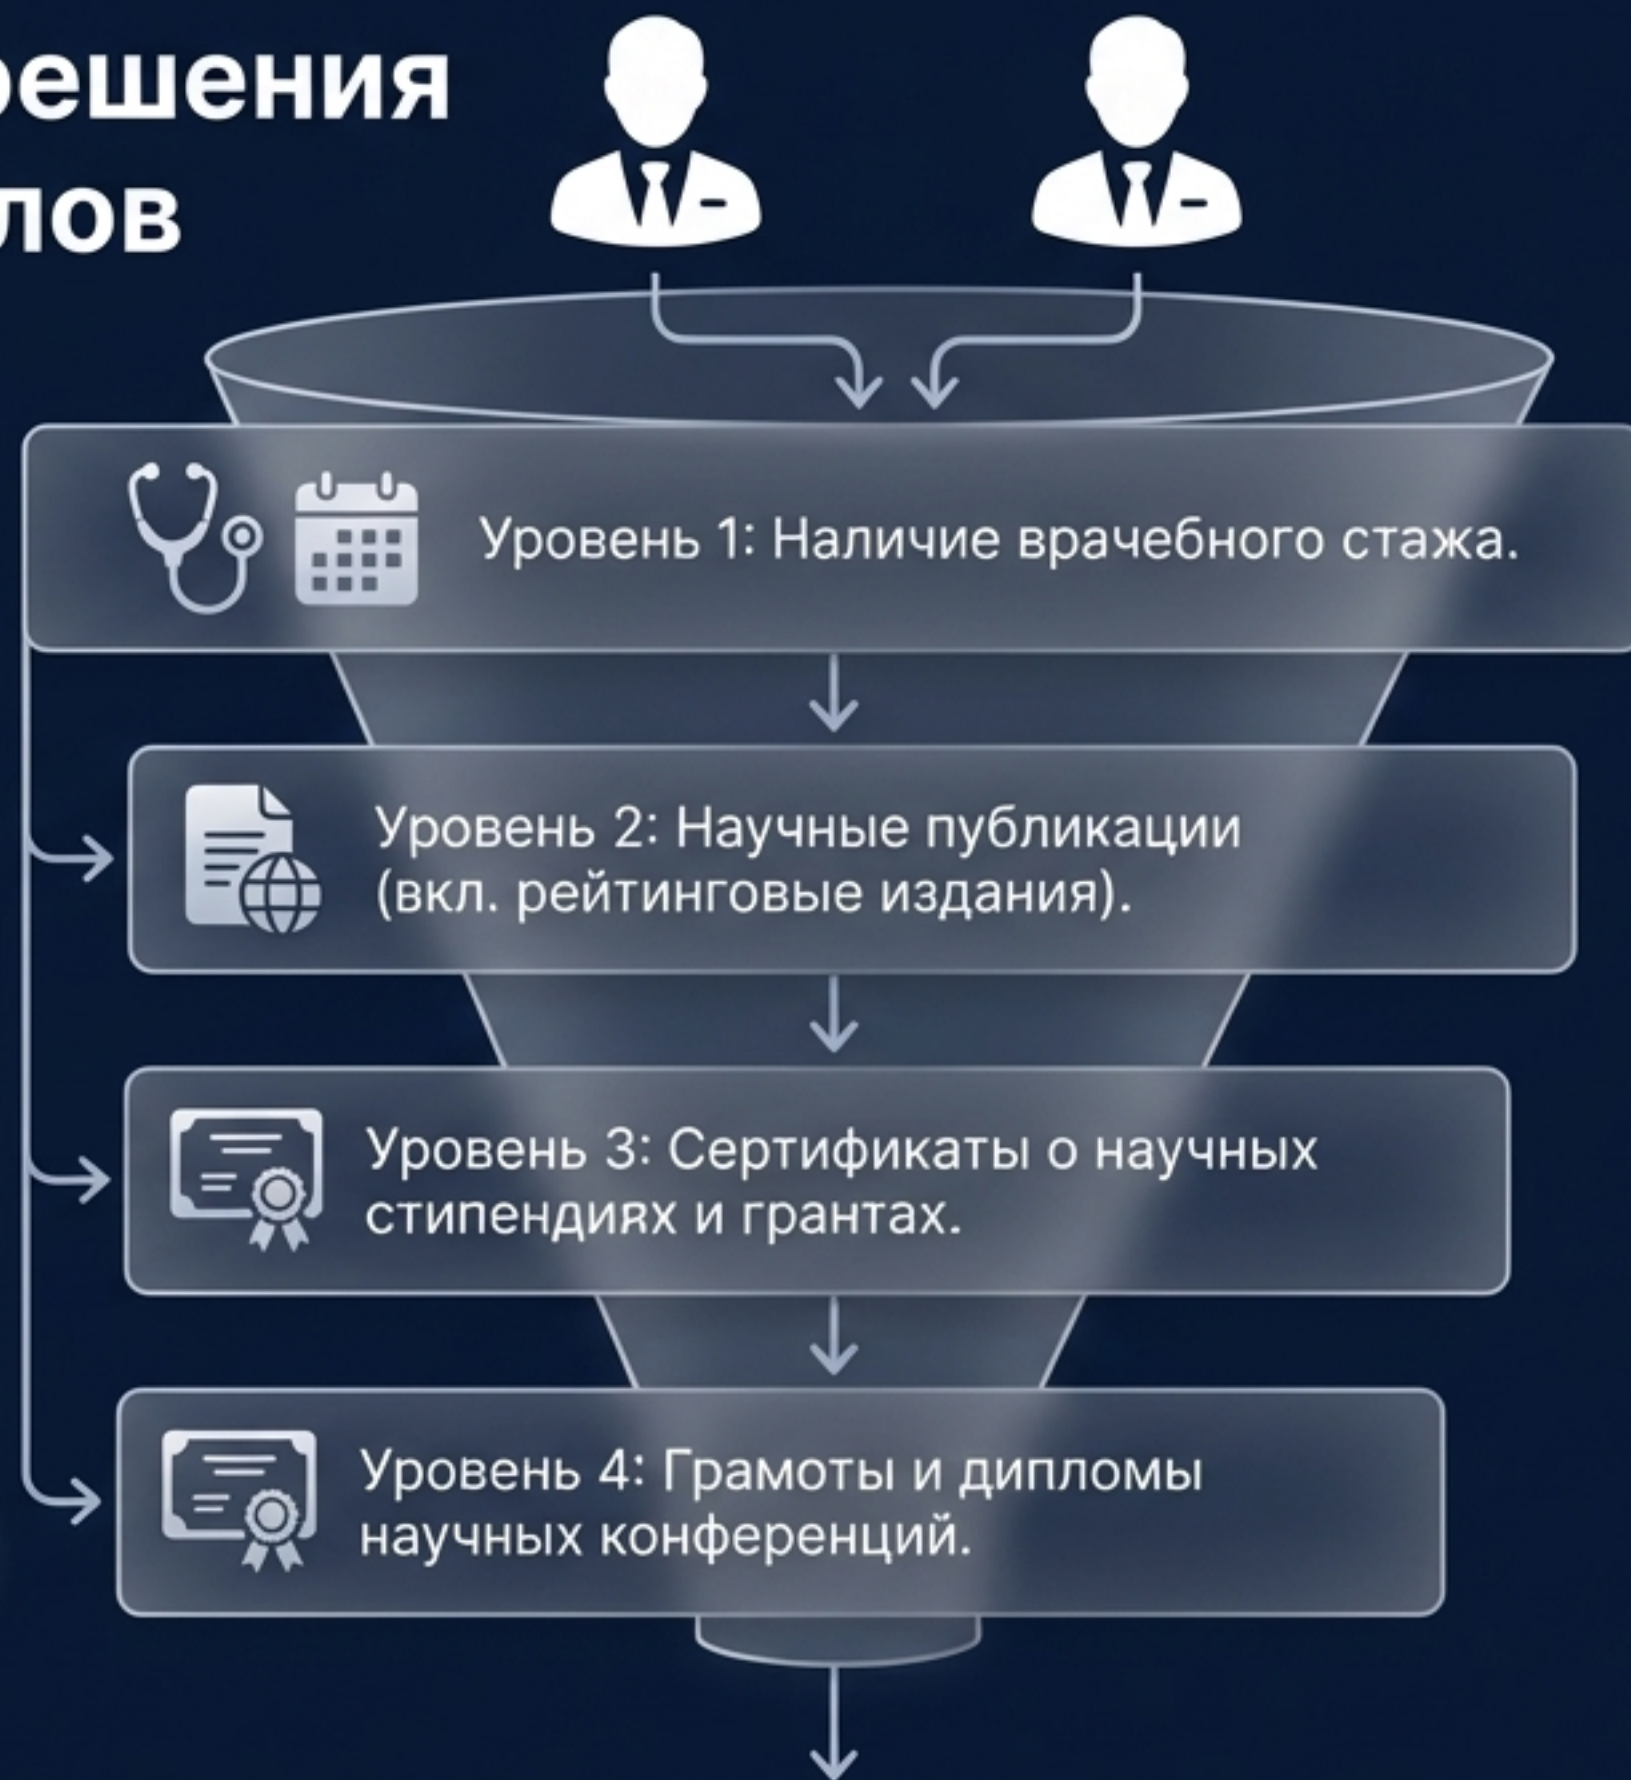 решения
лов
Уровень 1: Наличие врачебного стажа.
Уровень 2: Научные публикации
(вкл. рейтинговые издания).
Уровень 3: Сертификаты о научных
стипендиях и грантах.
Уровень 4: Грамоты и дипломы
научных конференций.